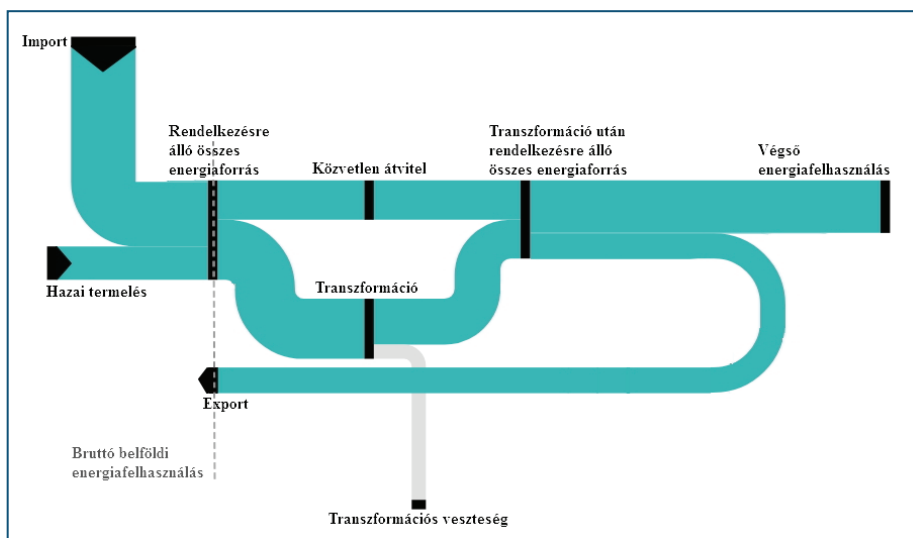 Import
Rendelkezésre
álló összes
energiaforrás
Közvetlen átvitel
Transzformáció után
rendelkezésre álló
összes energiaforrás
Végső
energiafelhasználás
Hazai termelés
Transzformáció
Export
Bruttó belföldi
energiafelhasználás
Transzformációs veszteség